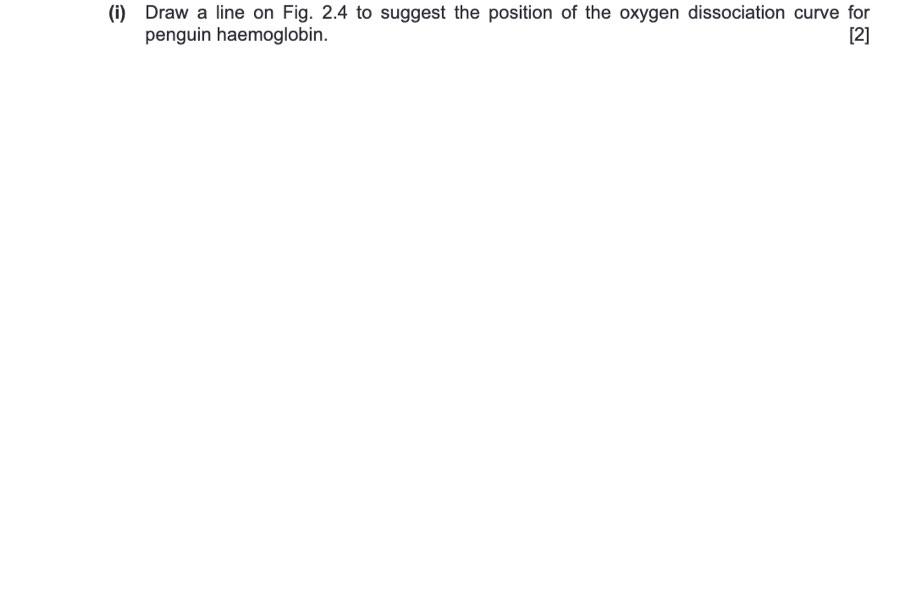 (i) Draw a line on Fig. 2.4 to suggest the position of the oxygen dissociation curve for
penguin haemoglobin. [2]